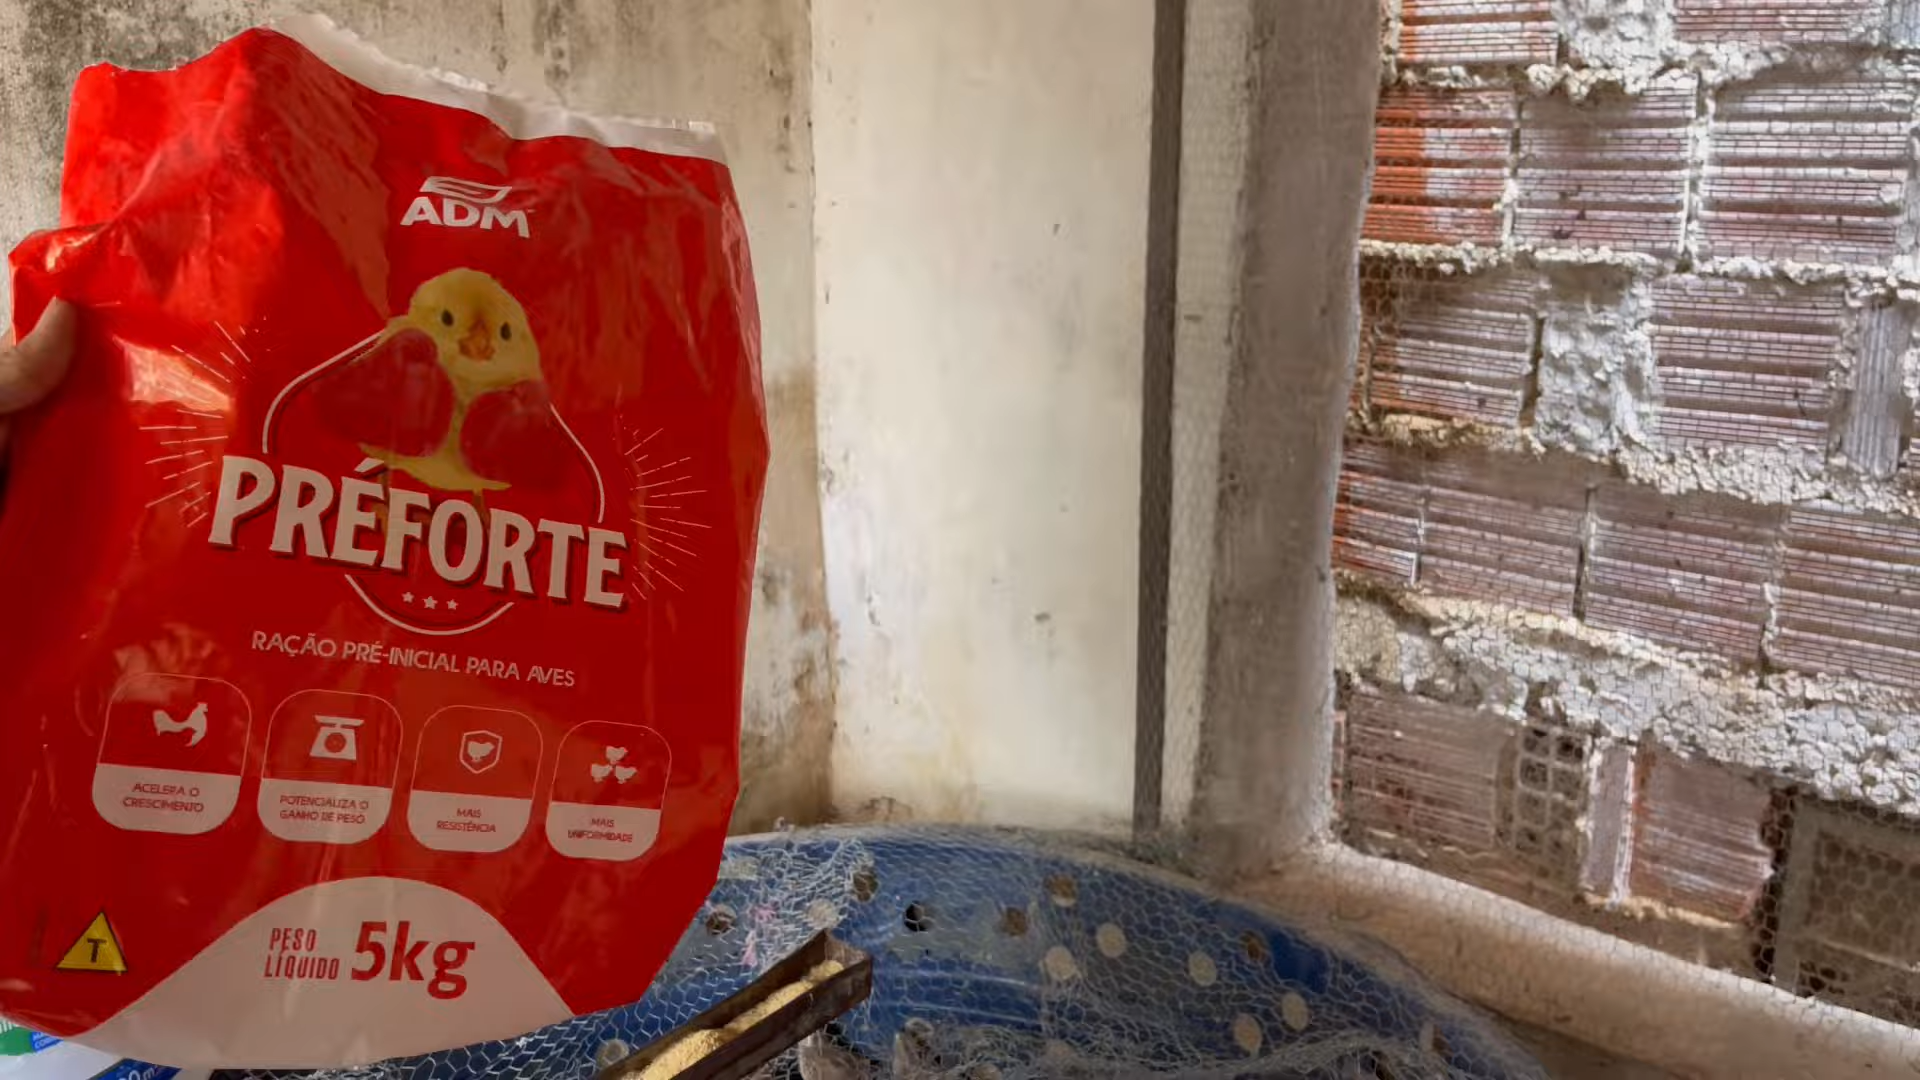 ADM
PRÉFORTE
RAÇÃO PRÉ-INICIAL PARA AVES
ACELERA O
CRESCIMENTO
POTENCIALIZA O
GANHO DE PESO
MAIS
RESISTÊNCIA
MAIS
UNIFORMIDADE
T
PESO
LÍQUIDO
5kg